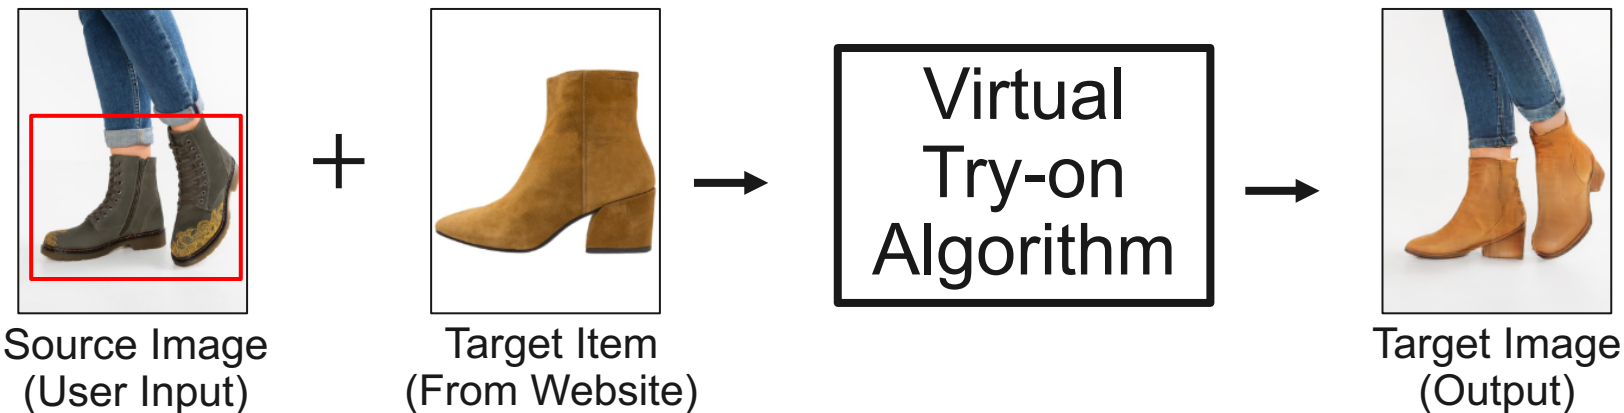 +
Virtual
Try-on
Algorithm
Source Image
(User Input)
Target Item
(From Website)
Target Image
(Output)